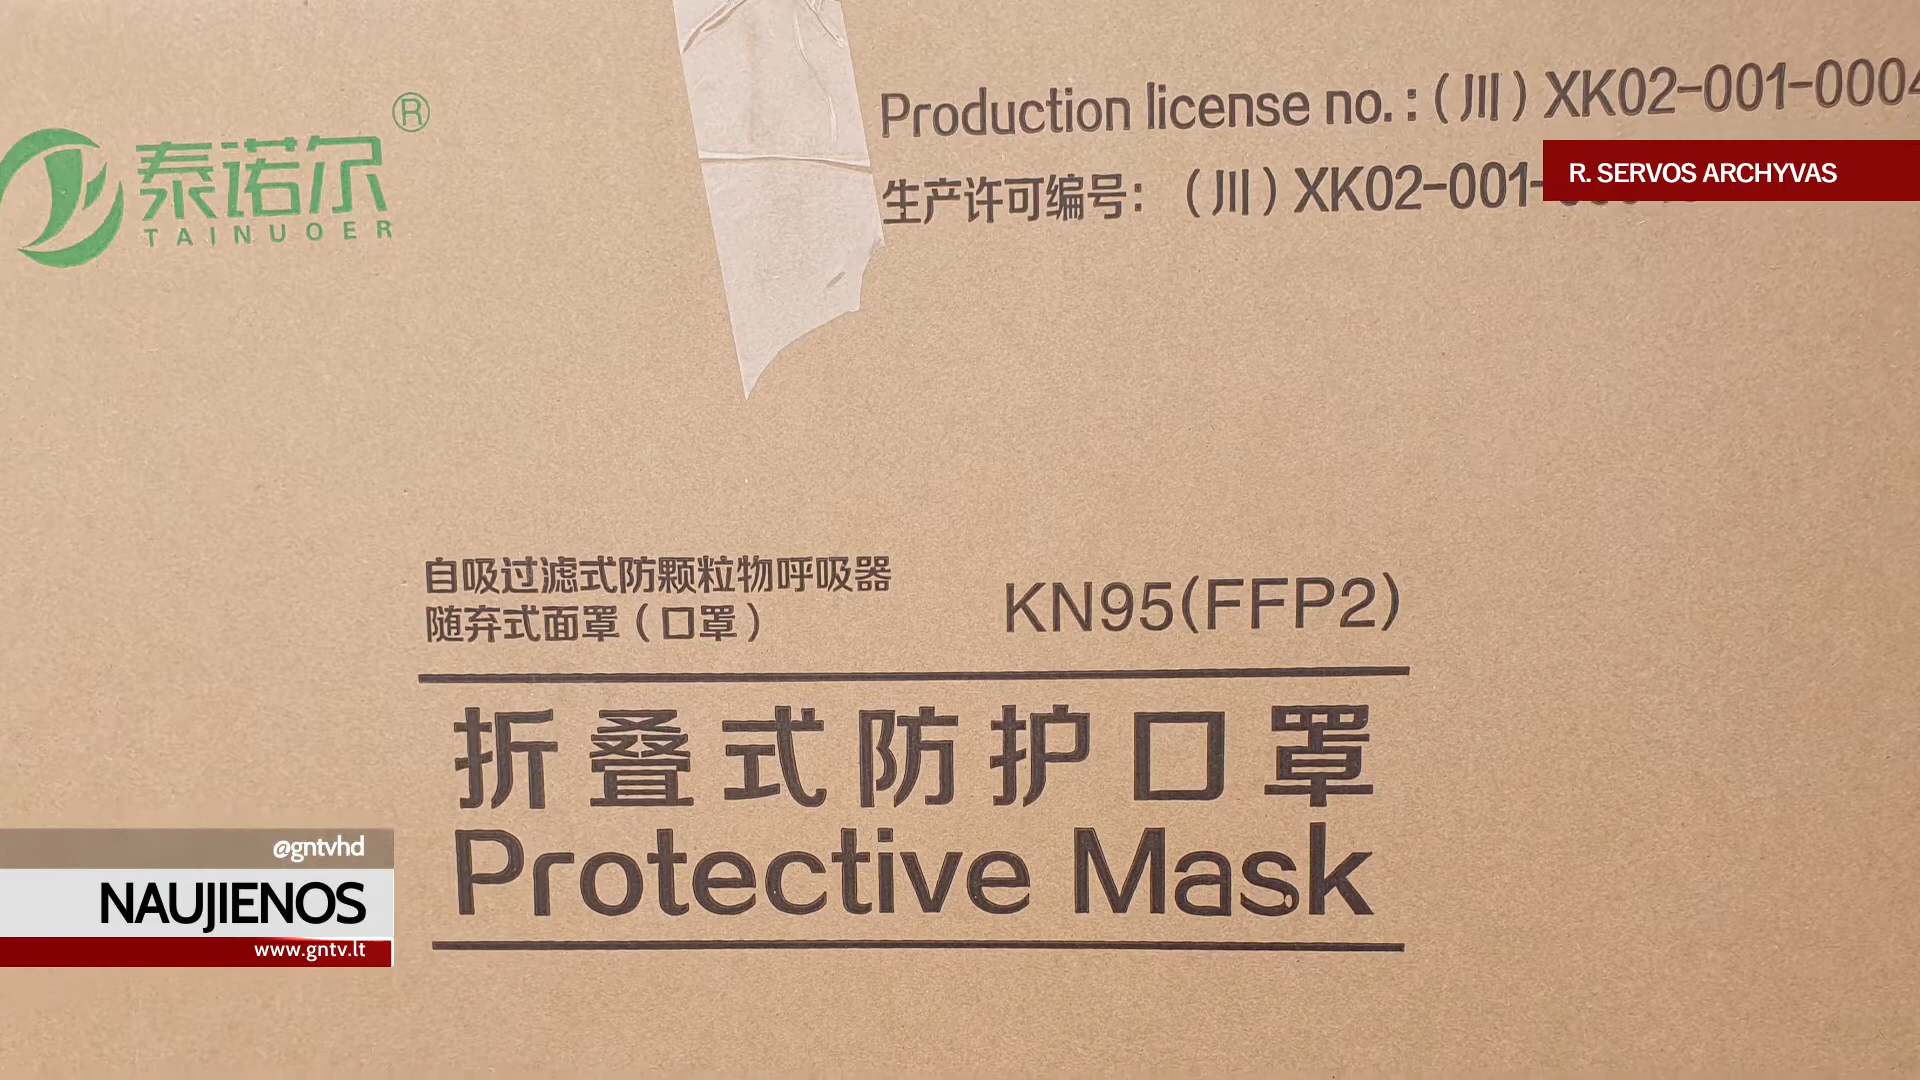 泰诺尔®
TAINUOER
Production license no.:(川)XK02-001-0004
生产许可编号:(川)XK02-001-
R. SERVOS ARCHYVAS
自吸过滤式防颗粒物呼吸器
随弃式面罩(口罩)
KN95(FFP2)
折叠式防护口罩
Protective Mask
@gntvhd
NAUJIENOS
www.gntv.lt